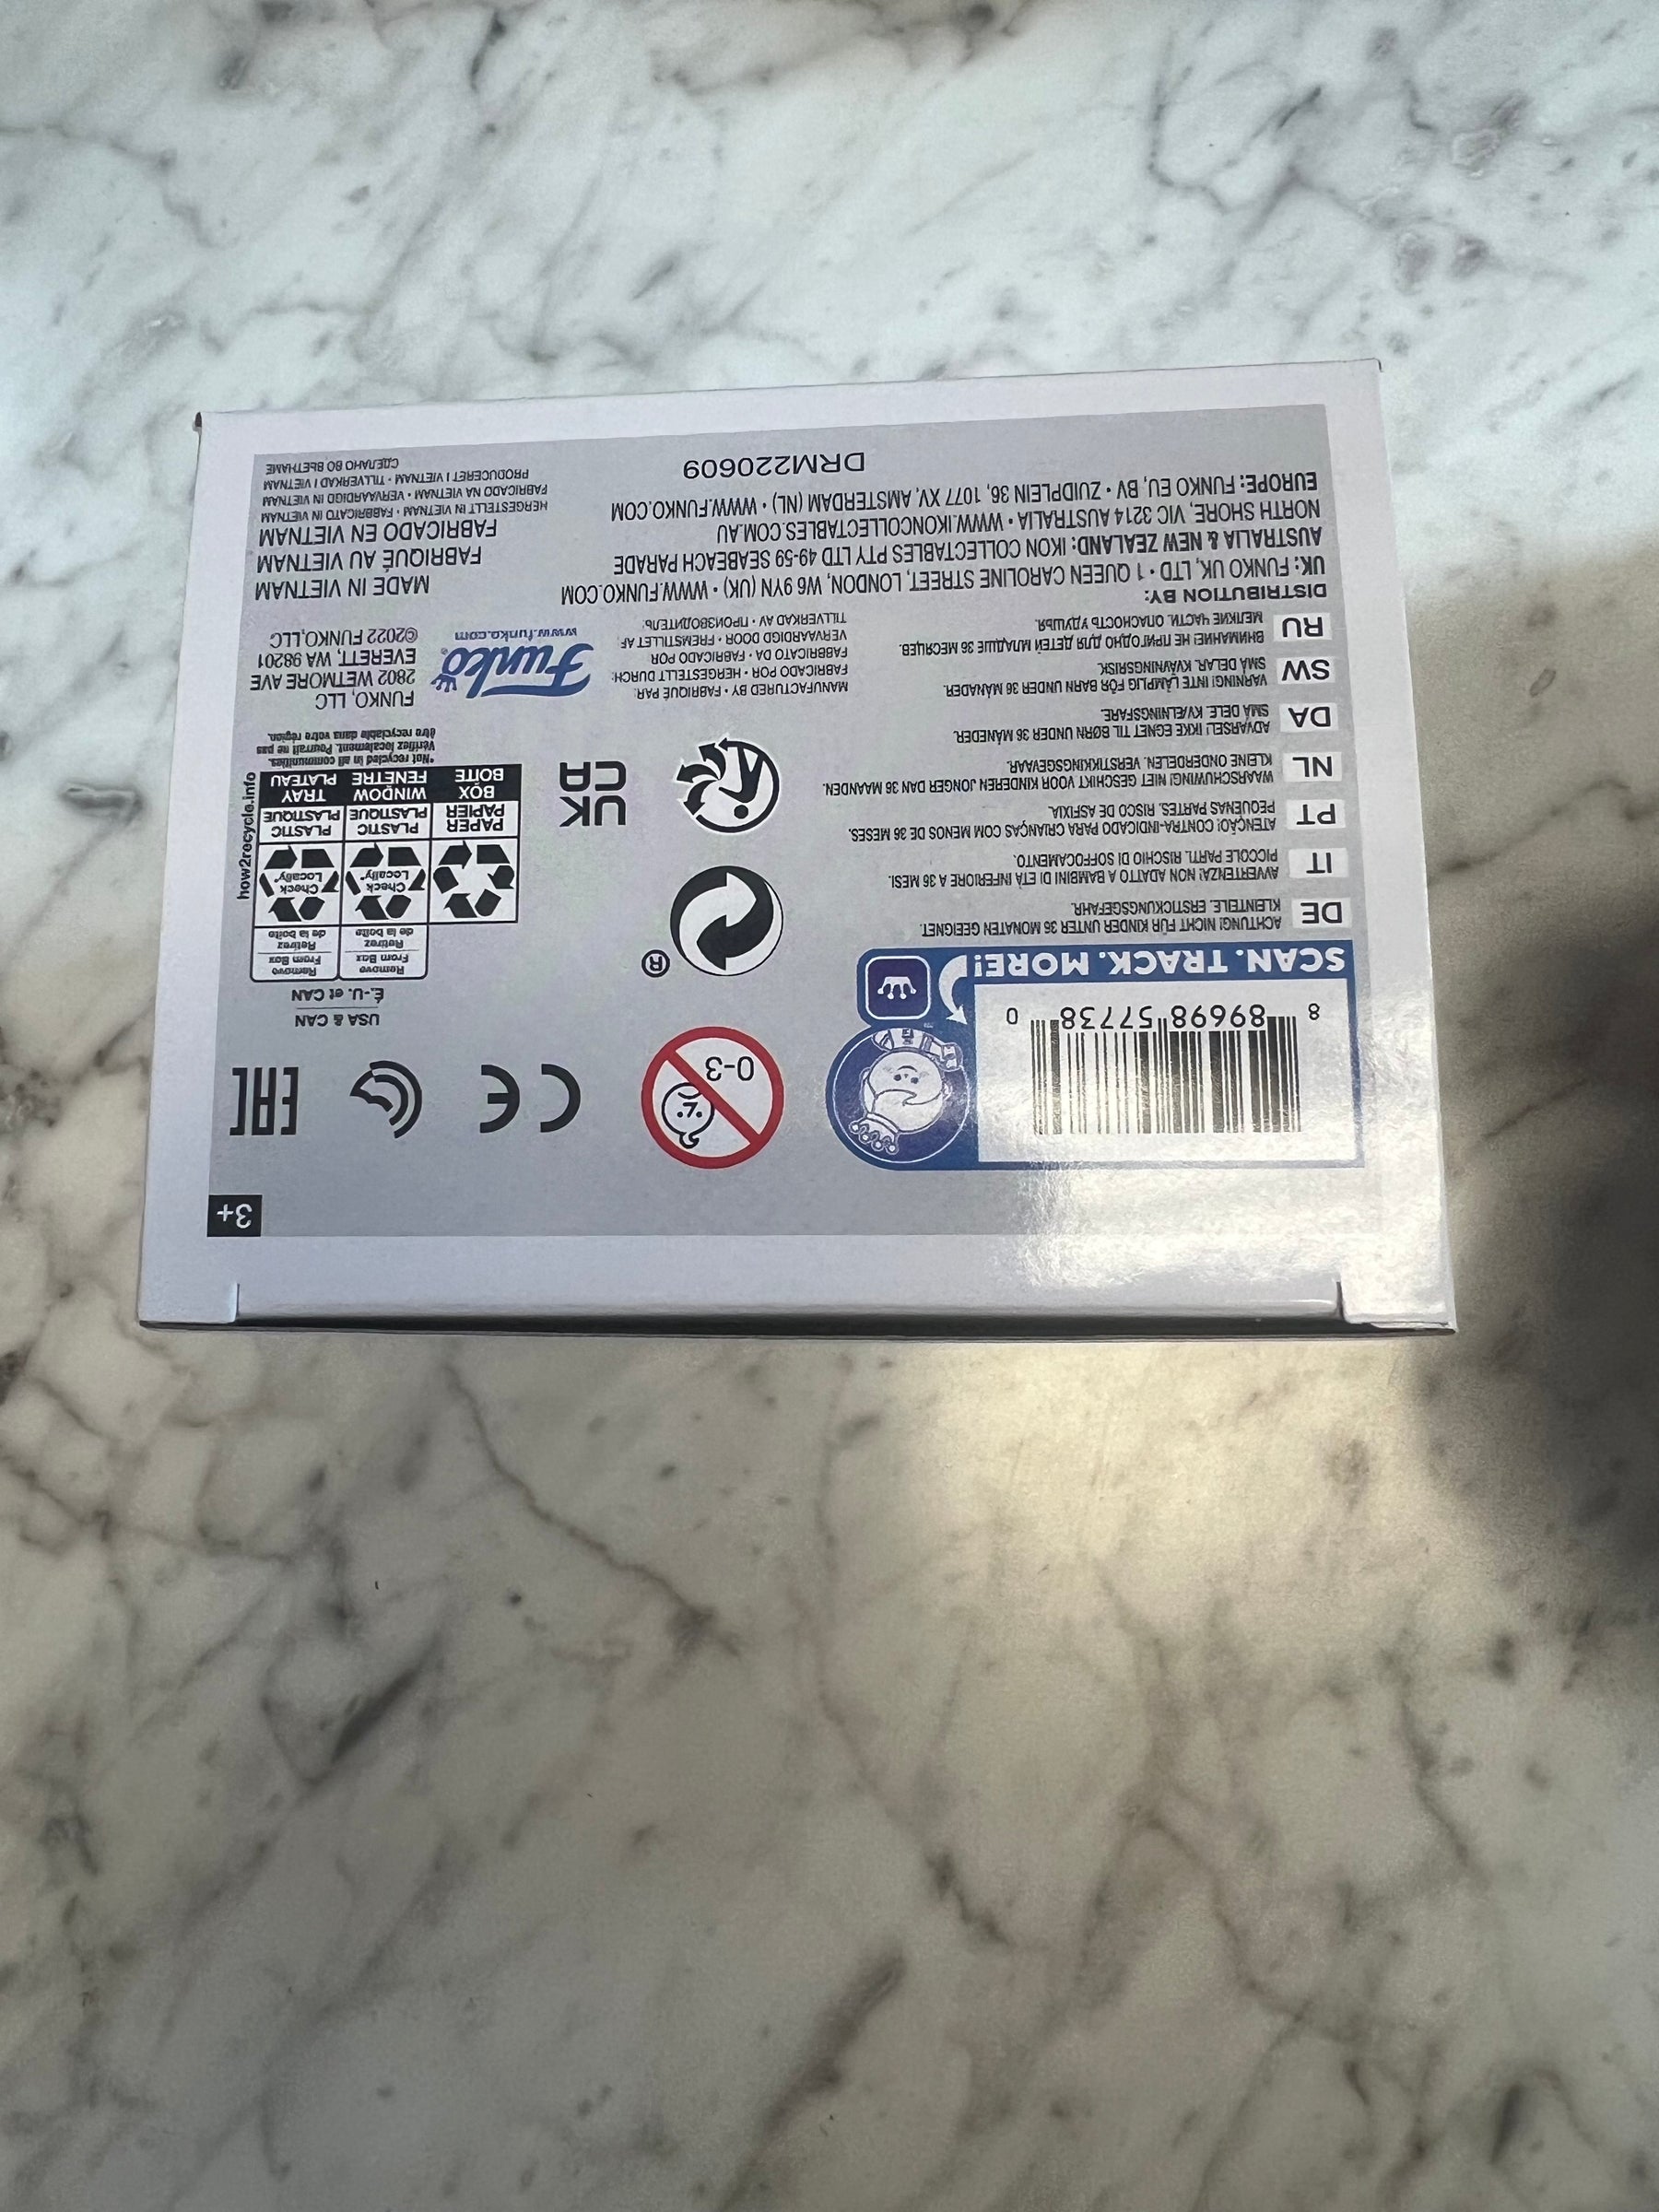 3+
8 89698 57738 0
SCAN. TRACK. MORE!
0-3
CE
EAC
DE
ACHTUNG! NICHT FÜR KINDER UNTER 36 MONATEN GEEIGNET.
KLEINTEILE. ERSTICKUNGSGEFAHR.
IT
AVVERTENZA! NON ADATTO A BAMBINI DI ETÀ INFERIORE A 36 MESI.
PICCOLE PARTI. RISCHIO DI SOFFOCAMENTO.
PT
ATENÇÃO! CONTRA-INDICADO PARA CRIANÇAS COM MENOS DE 36 MESES.
PEQUENAS PARTES. RISCO DE ASFIXIA.
NL
WAARSCHUWING! NIET GESCHIKT VOOR KINDEREN JONGER DAN 36 MAANDEN.
KLEINE ONDERDELEN. VERSTIKKINGSGEVAAR.
DA
ADVARSEL! IKKE EGNET TIL BØRN UNDER 36 MÅNEDER.
SMÅ DELE. KVÆLNINGSFARE.
SW
VARNING! INTE LÄMPLIG FÖR BARN UNDER 36 MÅNADER.
SMÅ DELAR. KVÄVNINGSRISK.
RU
ВНИМАНИЕ! НЕ ПРИГОДНО ДЛЯ ДЕТЕЙ МЛАДШЕ 36 МЕСЯЦЕВ.
МЕЛКИЕ ЧАСТИ. ОПАСНОСТЬ УДУШЬЯ.
®
UK
CA
USA & CAN
É.-U. et CAN
Remove From Box
Retirez de la boîte
Remove From Box
Retirez de la boîte
Check Locally*
Check Locally*
PAPER PAPIER
PLASTIC PLASTIQUE
PLASTIC PLASTIQUE
BOX BOÎTE
WINDOW FENÊTRE
TRAY PLATEAU
how2recycle.info
*Not recycled in all communities.
Vérifiez localement. Pourrait ne pas
être recyclable dans votre région.
MANUFACTURED BY • FABRIQUÉ PAR:
FABRICADO POR • HERGESTELLT DURCH:
FABBRICATO DA • FABRICADO POR
VERVAARDIGD DOOR • FREMSTILLET AF
TILLVERKAD AV • ПРОИЗВОДИТЕЛЬ:
Funko®
www.funko.com
FUNKO, LLC
2802 WETMORE AVE
EVERETT, WA 98201
©2022 FUNKO,LLC
DISTRIBUTION BY:
UK: FUNKO UK, LTD • 1 QUEEN CAROLINE STREET, LONDON, W6 9YN (UK) • WWW.FUNKO.COM
AUSTRALIA & NEW ZEALAND: IKON COLLECTABLES PTY LTD 49-59 SEABEACH PARADE
NORTH SHORE, VIC 3214 AUSTRALIA • WWW.IKONCOLLECTABLES.COM.AU
EUROPE: FUNKO EU, BV • ZUIDPLEIN 36, 1077 XV, AMSTERDAM (NL) • WWW.FUNKO.COM
DRM220609
MADE IN VIETNAM
FABRIQUÉ AU VIETNAM
FABRICADO EN VIETNAM
HERGESTELLT IN VIETNAM • FABBRICATO IN VIETNAM
FABRICADO NA VIETNAM • VERVAARDIGD IN VIETNAM
PRODUCERET I VIETNAM • TILLVERKAD I VIETNAM
СДЕЛАНО ВО ВЬЕТНАМЕ